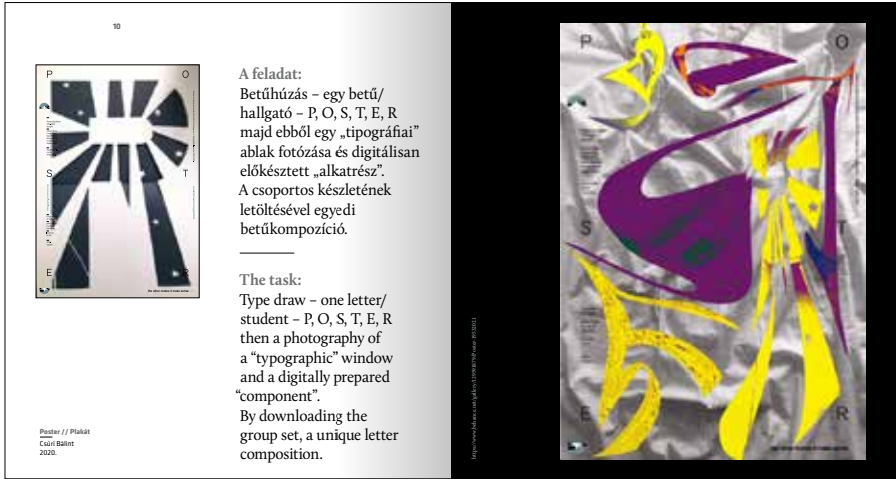 10
P O
S T
E R
A feladat:
Betűhúzás – egy betű/
hallgató – P, O, S, T, E, R
majd ebből egy „tipográfiai”
ablak fotózása és digitálisan
előkészített „alkatrész”.
A csoportos készletének
letöltésével egyedi
betűkompozíció.
The task:
Type draw – one letter/
student – P, O, S, T, E, R
then a photography of
a “typographic” window
and a digitally prepared
“component”.
By downloading the
group set, a unique letter
composition.
Poster // Plakát
Csúri Bálint
2020.
P O
S T
E R